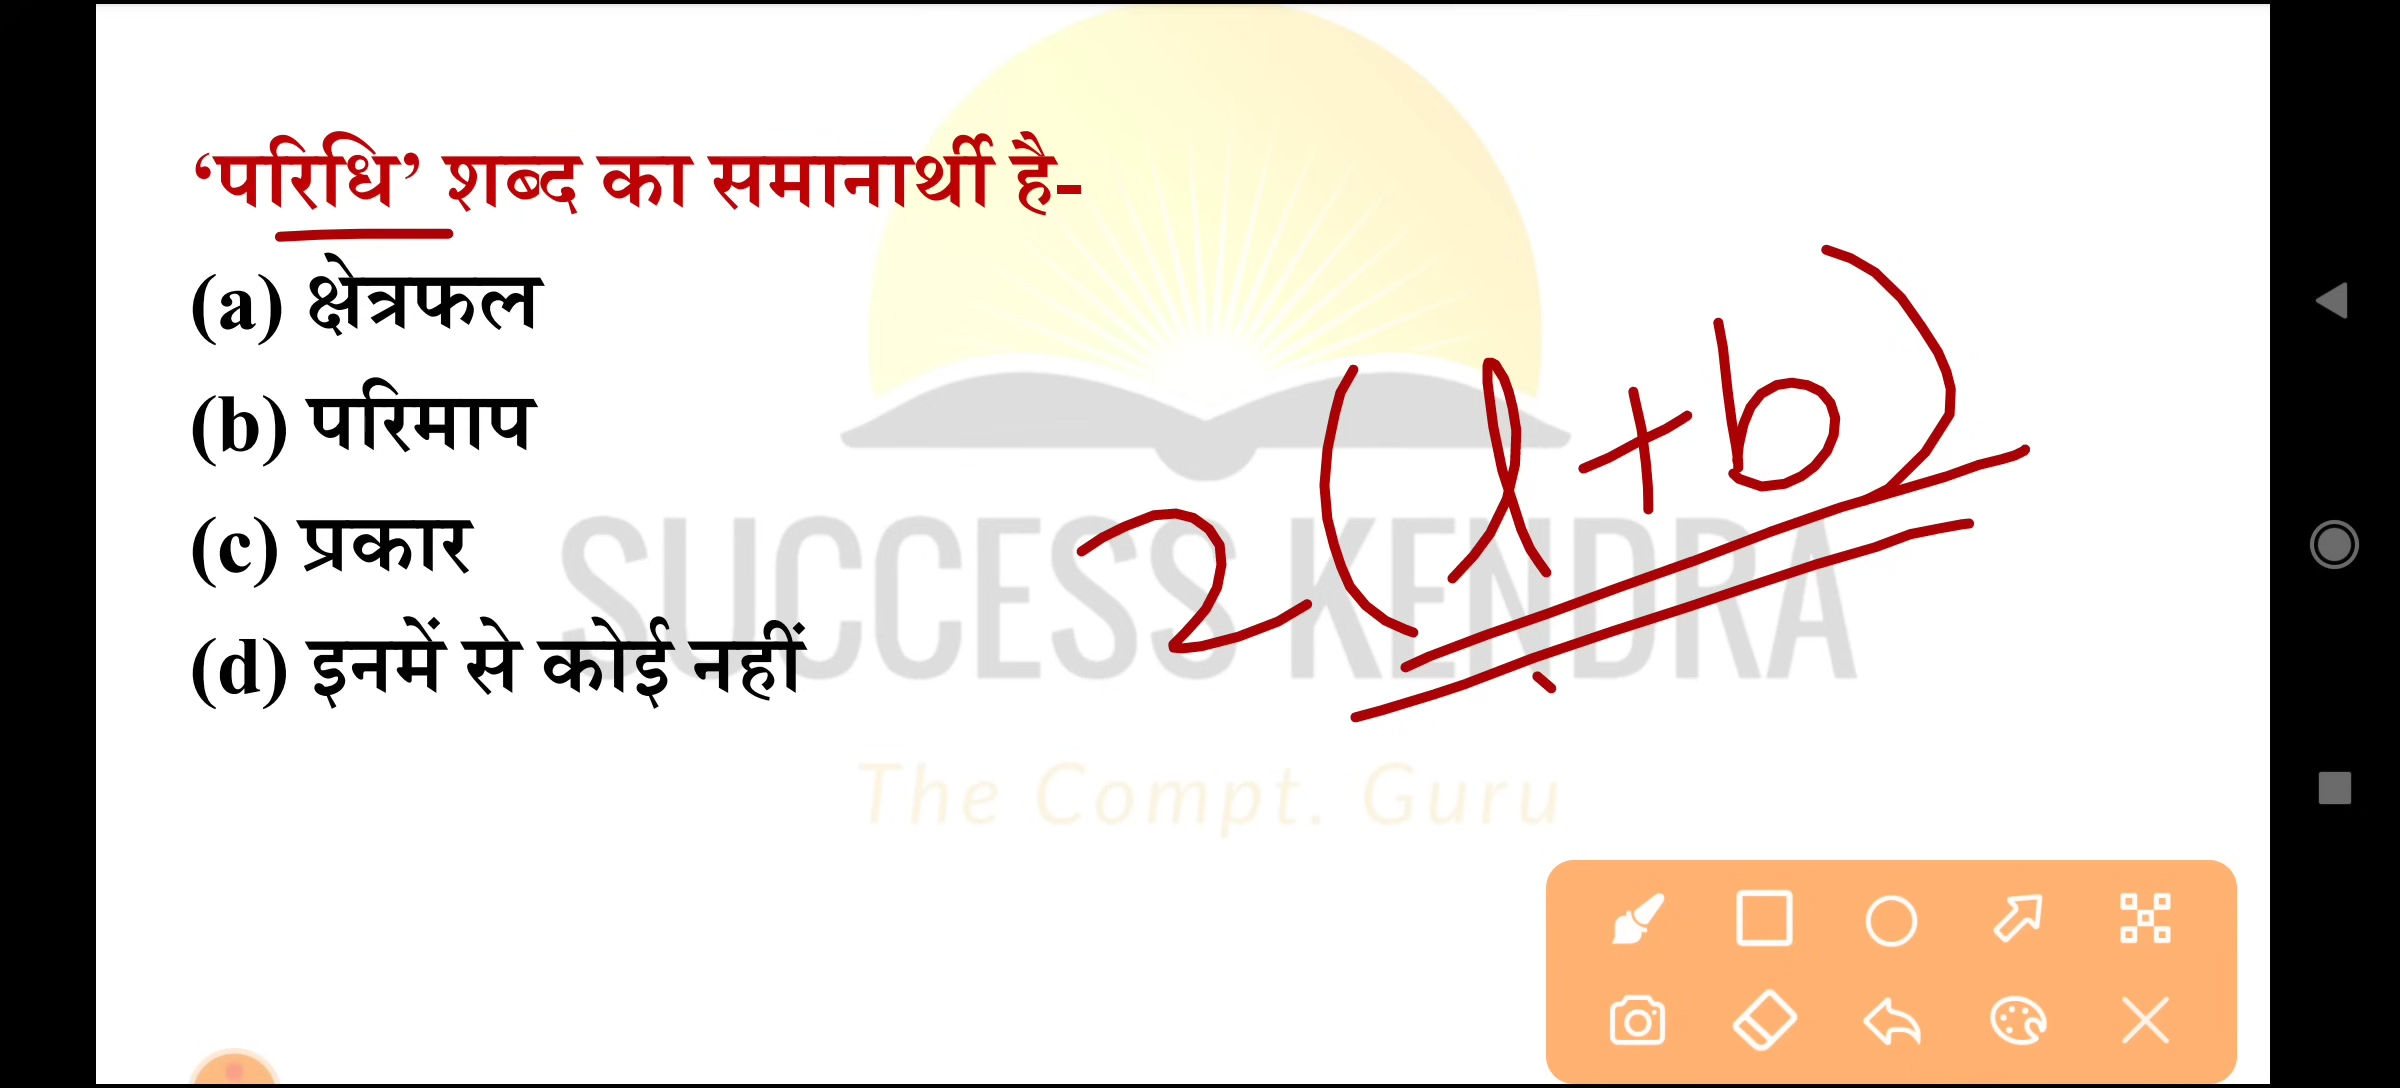 ‘परिधि’ शब्द का समानार्थी है-
(a) क्षेत्रफल
(b) परिमाप
(c) प्रकार
(d) इनमें से कोई नहीं
2(l+b)
SUCCESS KENDRA
The Compt. Guru